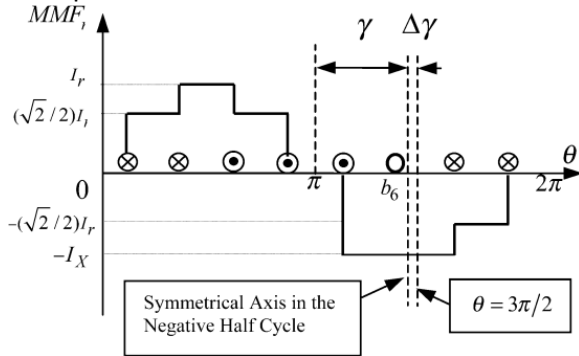 MMF_r
γ Δγ
I_r
(√2/2)I_r
θ
0 π b_6 2π
-(√2/2)I_r
-I_X
Symmetrical Axis in the
Negative Half Cycle
θ = 3π/2